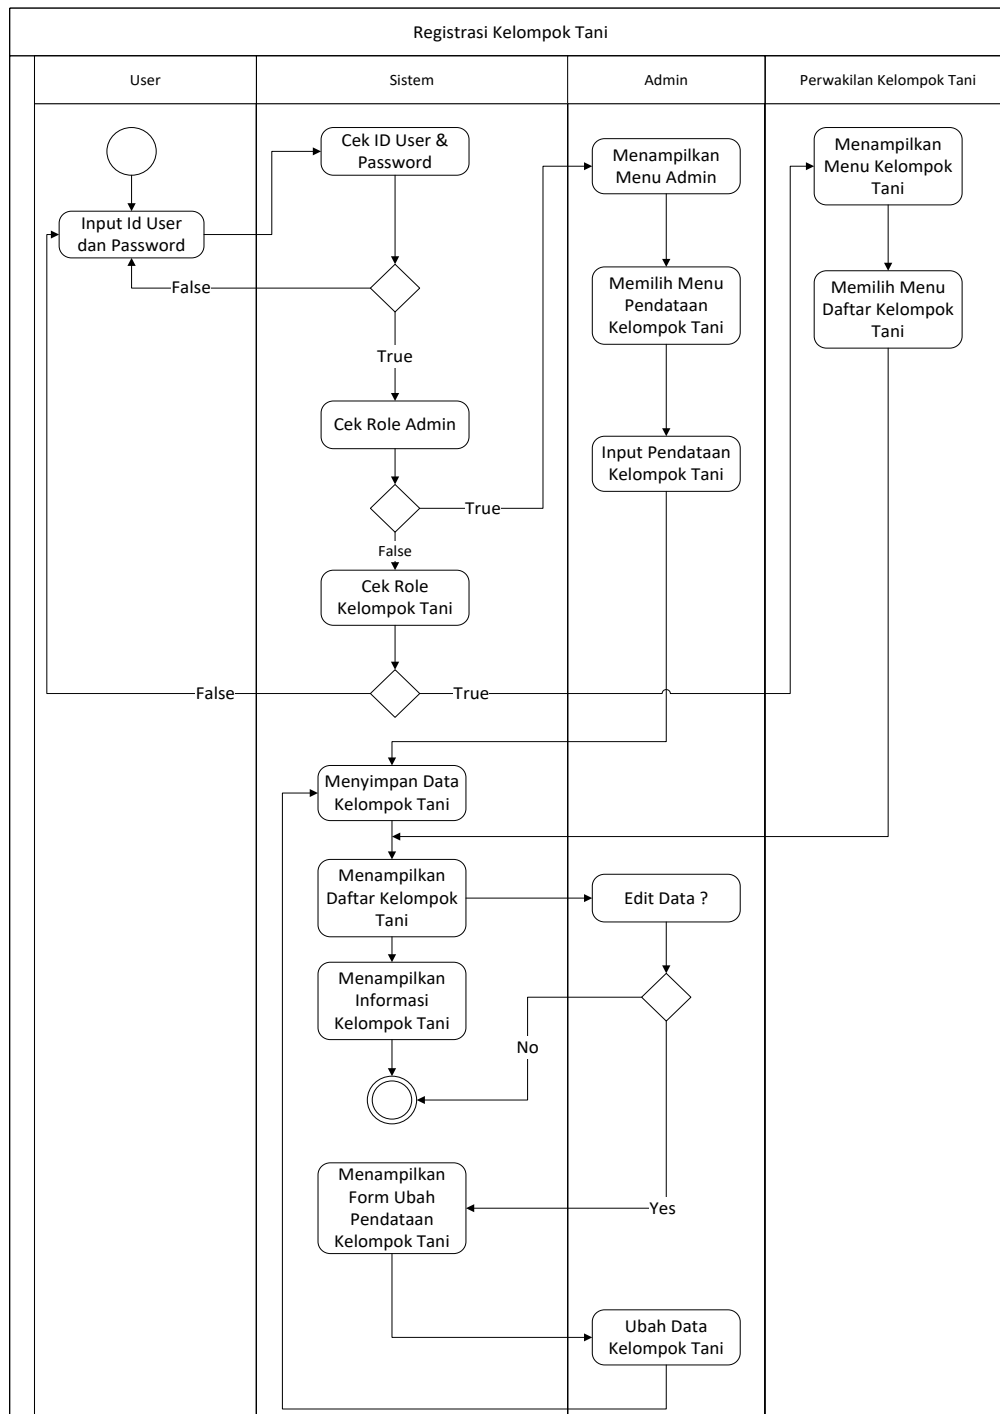 Registrasi Kelompok Tani
User
Sistem
Admin
Perwakilan Kelompok Tani
Cek ID User &
Password
Menampilkan
Menu Admin
Menampilkan
Menu Kelompok
Tani
Input Id User
dan Password
False
Memilih Menu
Pendataan
Kelompok Tani
Memilih Menu
Daftar Kelompok
Tani
True
Cek Role Admin
Input Pendataan
Kelompok Tani
True
False
Cek Role
Kelompok Tani
False
True
Menyimpan Data
Kelompok Tani
Menampilkan
Daftar Kelompok
Tani
Edit Data ?
Menampilkan
Informasi
Kelompok Tani
No
Menampilkan
Form Ubah
Pendataan
Kelompok Tani
Yes
Ubah Data
Kelompok Tani